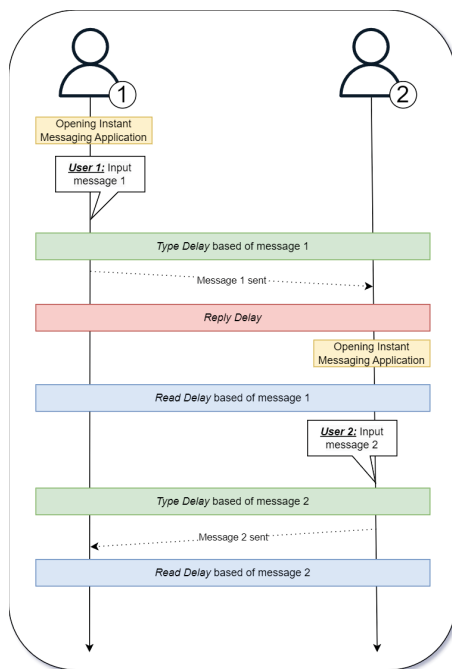 1
2
Opening Instant
Messaging Application
User 1: Input
message 1
Type Delay based of message 1
Message 1 sent
Reply Delay
Opening Instant
Messaging Application
Read Delay based of message 1
User 2: Input
message 2
Type Delay based of message 2
Message 2 sent
Read Delay based of message 2